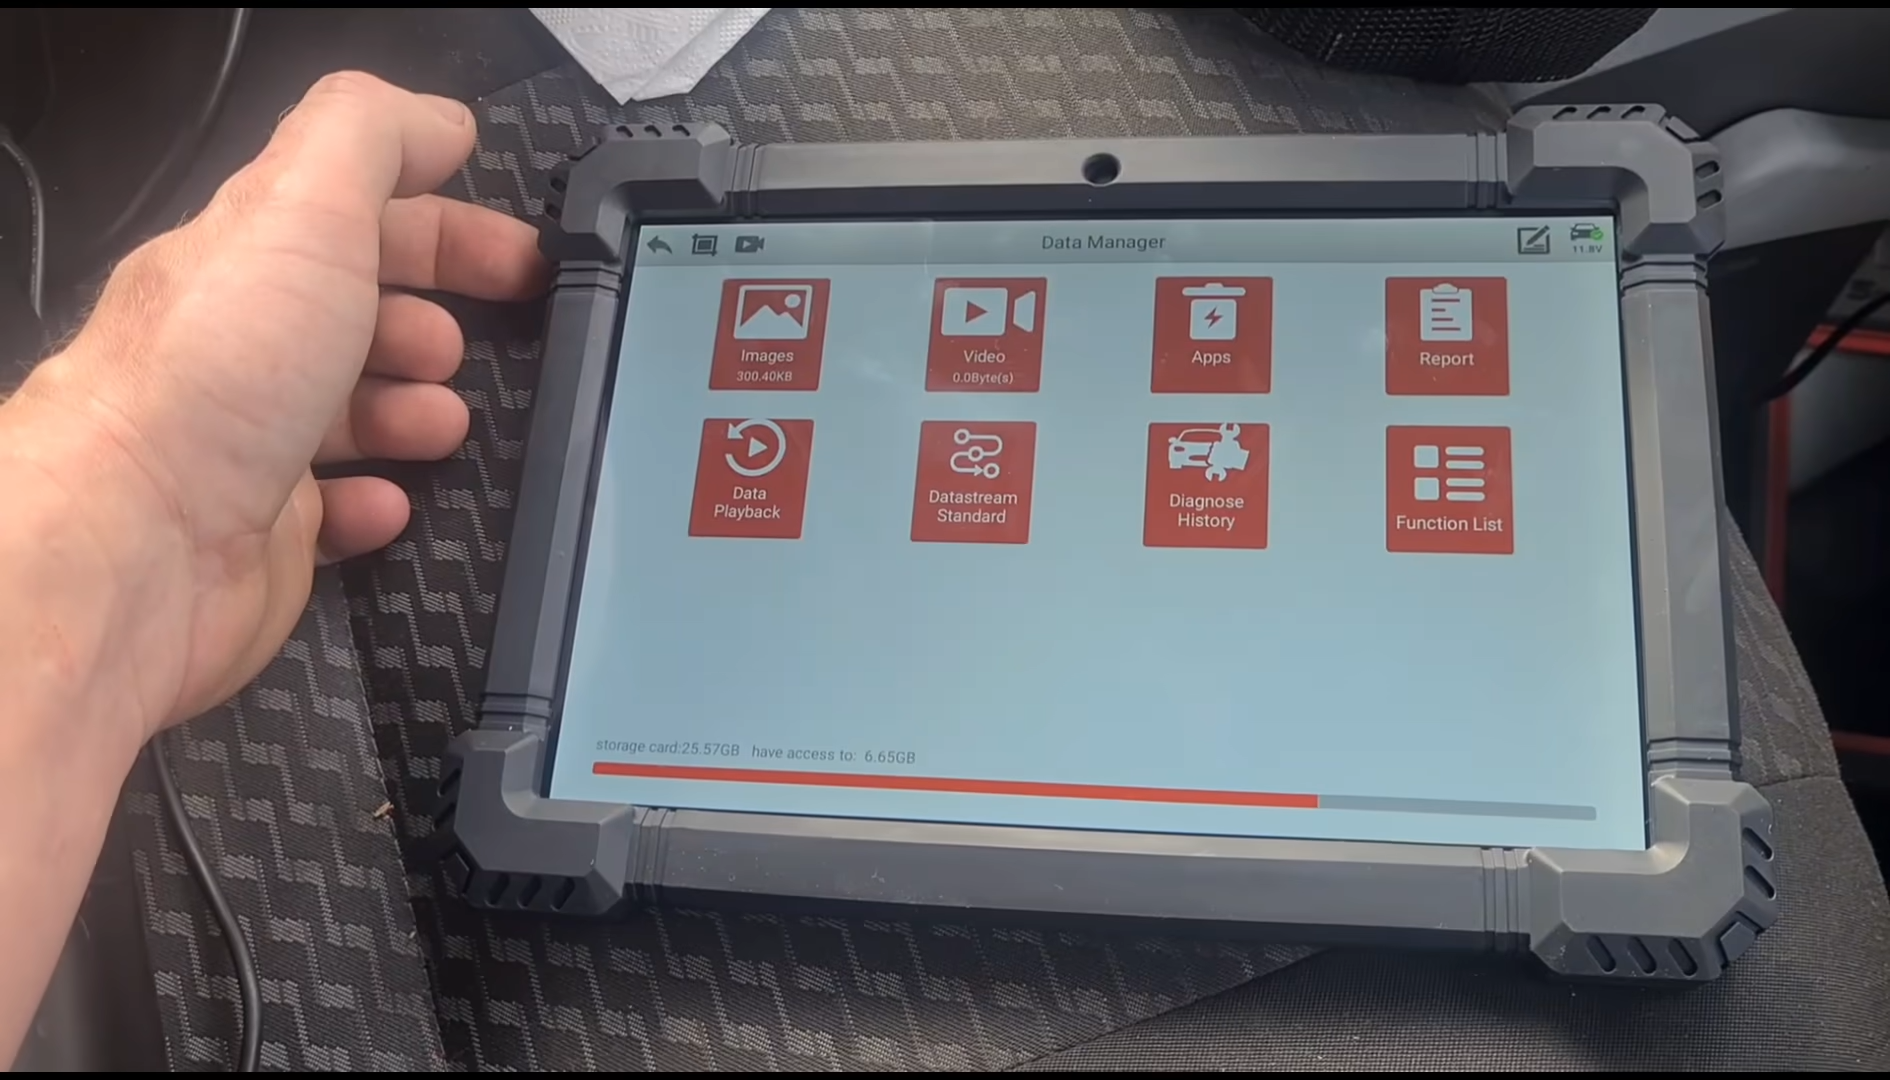 Data Manager
11.8V
Images
300.40KB
Video
0.0Byte(s)
Apps
Report
Data
Playback
Datastream
Standard
Diagnose
History
Function List
storage card:25.57GB have access to: 6.65GB